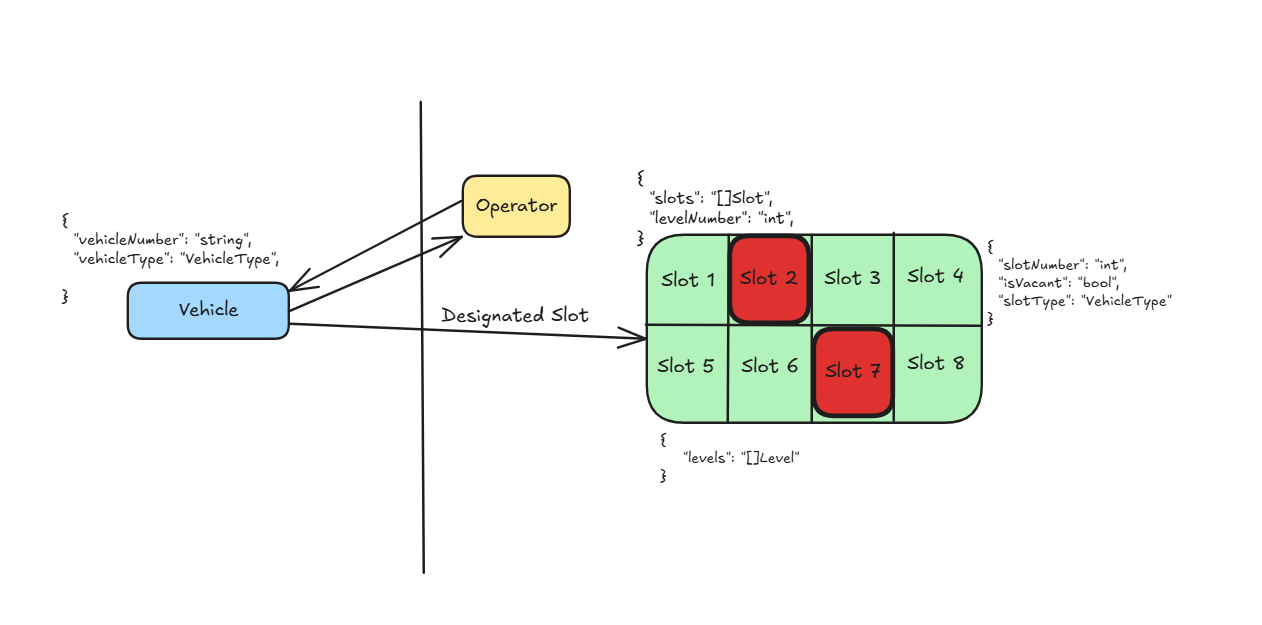 {
"vehicleNumber": "string",
"vehicleType": "VehicleType",
}
Vehicle
Operator
Designated Slot
{
"slots": "[]Slot",
"levelNumber": "int",
}
Slot 1
Slot 2
Slot 3
Slot 4
Slot 5
Slot 6
Slot 7
Slot 8
{
"slotNumber": "int",
"isVacant": "bool",
"slotType": "VehicleType"
}
{
"levels": "[]Level"
}